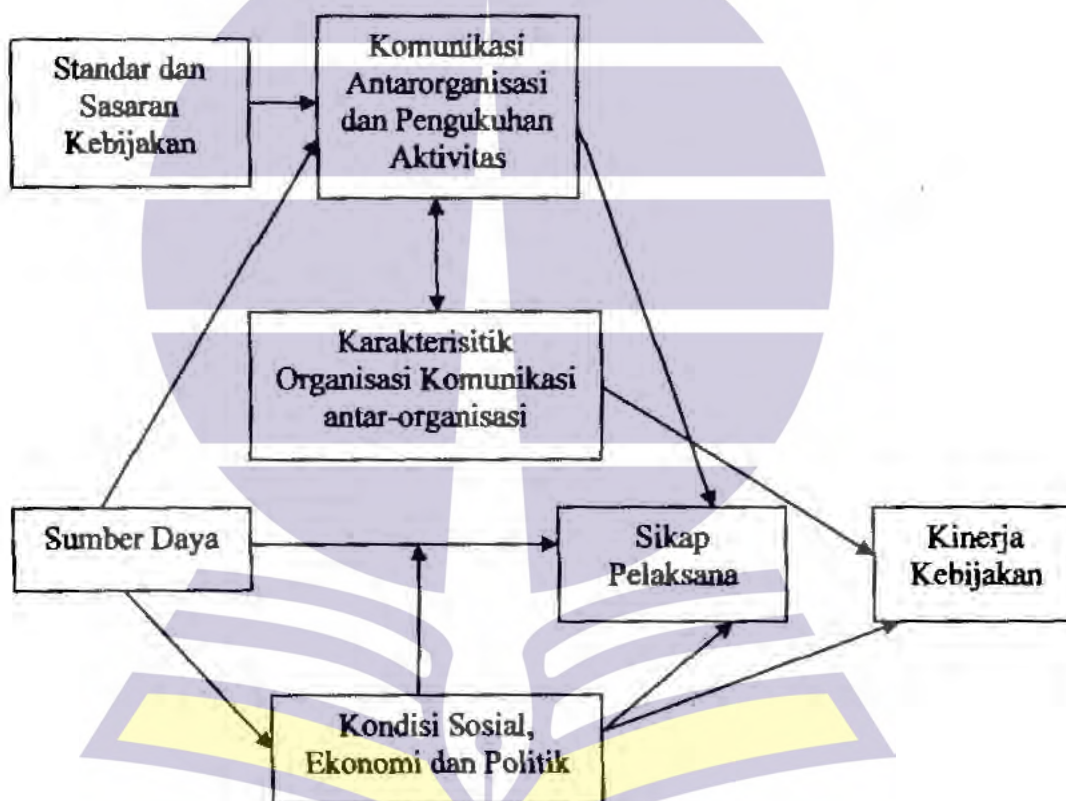 Standar dan
Sasaran
Kebijakan
Komunikasi
Antarorganisasi
dan Pengukuhan
Aktivitas
Karakterisitik
Organisasi Komunikasi
antar-organisasi
Sumber Daya
Sikap
Pelaksana
Kinerja
Kebijakan
Kondisi Sosial,
Ekonomi dan Politik